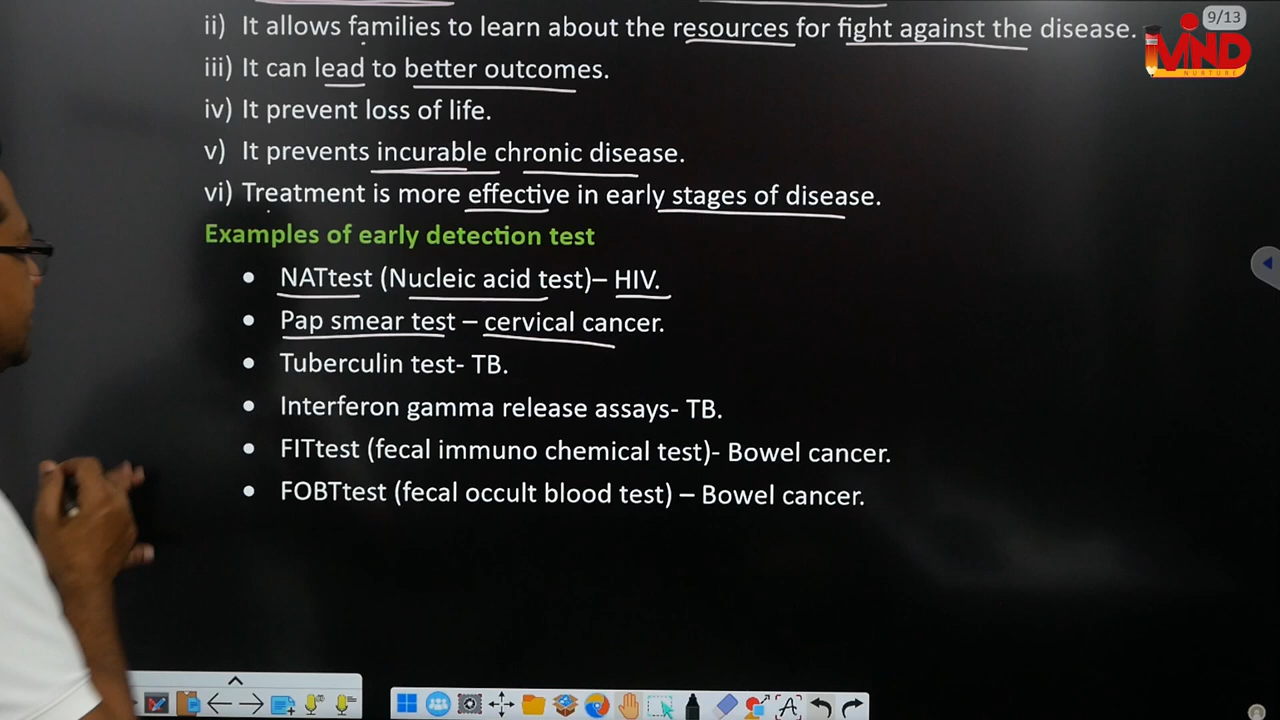 9/13
ii) It allows families to learn about the resources for fight against the disease.
MIND
NURTURE
iii) It can lead to better outcomes.
iv) It prevent loss of life.
v) It prevents incurable chronic disease.
vi) Treatment is more effective in early stages of disease.
Examples of early detection test
• NATtest (Nucleic acid test)– HIV.
• Pap smear test – cervical cancer.
• Tuberculin test- TB.
• Interferon gamma release assays- TB.
• FITtest (fecal immuno chemical test)- Bowel cancer.
• FOBTtest (fecal occult blood test) – Bowel cancer.